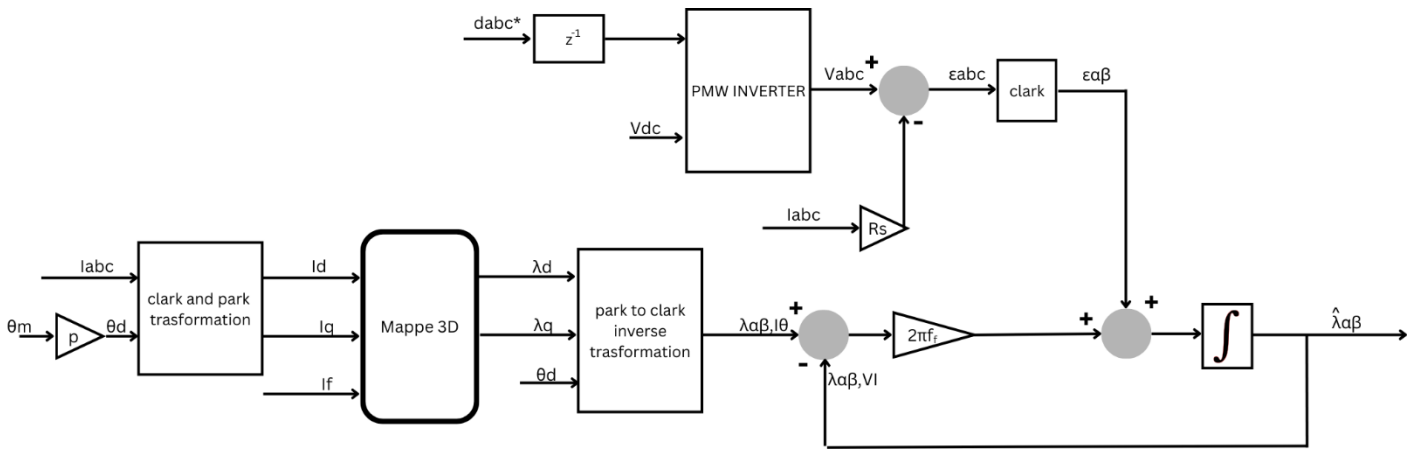 dabc*
z⁻¹
PMW INVERTER
Vdc
Vabc
+
-
εabc
clark
εαβ
Iabc
Rs
Iabc
θm
p
θd
clark and park
trasformation
Id
Iq
If
Mappe 3D
λd
λq
θd
park to clark
inverse
trasformation
λαβ,Iθ
+
-
λαβ,VI
2πf_f
+
+
∫
λ̂αβ